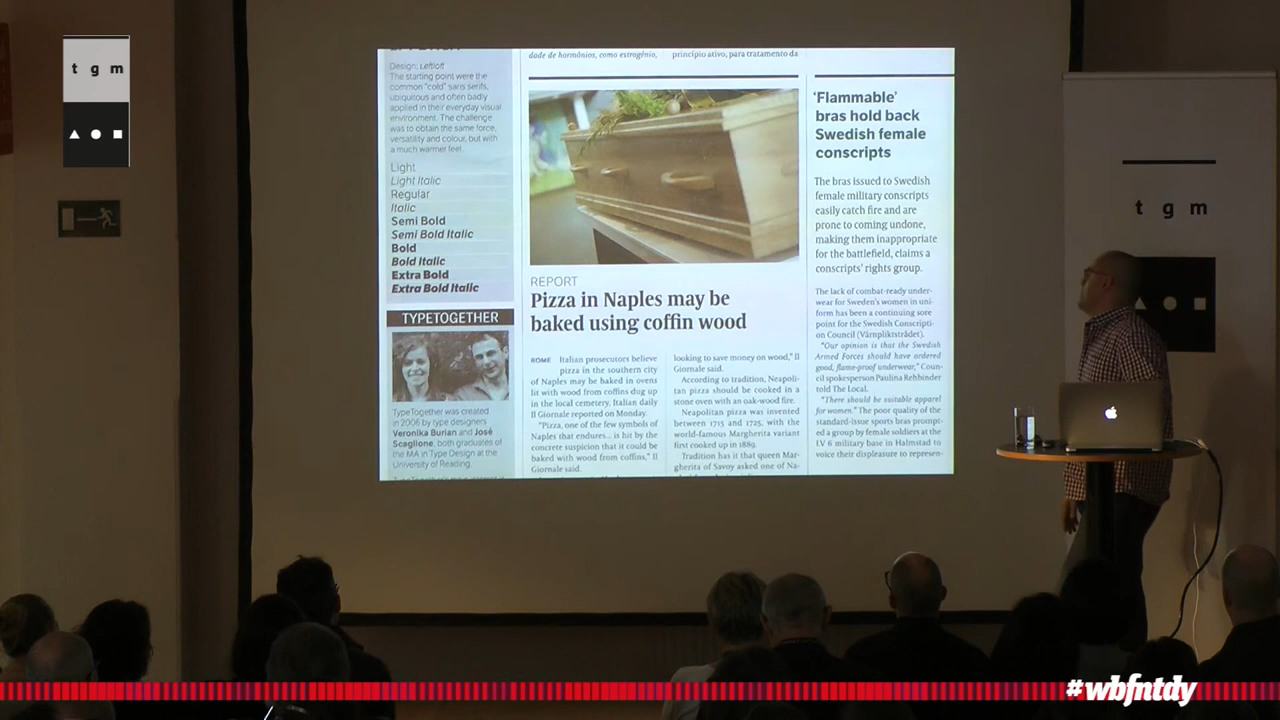 t g m
dade de hormônios, como estrogênio,
princípio ativo, para tratamento da
Design: Leftloft
The starting point were the
common "cold" sans serifs,
ubiquitous and often badly
applied in their everyday visual
environment. The challenge
was to obtain the same force,
versatility and colour, but with
a much warmer feel.
Light
Light Italic
Regular
Italic
Semi Bold
Semi Bold Italic
Bold
Bold Italic
Extra Bold
Extra Bold Italic
TYPETOGETHER
TypeTogether was created
in 2006 by type designers
Veronika Burian and José
Scaglione, both graduates of
the MA in Type Design at the
University of Reading.
REPORT
Pizza in Naples may be
baked using coffin wood
ROME Italian prosecutors believe
pizza in the southern city
of Naples may be baked in ovens
lit with wood from coffins dug up
in the local cemetery, Italian daily
Il Giornale reported on Monday.
"Pizza, one of the few symbols of
Naples that endures... is hit by the
concrete suspicion that it could be
baked with wood from coffins," Il
Giornale said.
looking to save money on wood," Il
Giornale said.
According to tradition, Neapoli-
tan pizza should be cooked in a
stone oven with an oak-wood fire.
Neapolitan pizza was invented
between 1715 and 1725, with the
world-famous Margherita variant
first cooked up in 1889.
Tradition has it that queen Mar-
gherita of Savoy asked one of Na-
'Flammable'
bras hold back
Swedish female
conscripts
The bras issued to Swedish
female military conscripts
easily catch fire and are
prone to coming undone,
making them inappropriate
for the battlefield, claims a
conscripts' rights group.
The lack of combat-ready under-
wear for Sweden's women in uni-
form has been a continuing sore
point for the Swedish Conscripti-
on Council (Värnpliktsrådet).
"Our opinion is that the Swedish
Armed Forces should have ordered
good, flame-proof underwear," Coun-
cil spokesperson Paulina Rehbinder
told The Local.
"There should be suitable apparel
for women." The poor quality of the
standard-issue sports bras prompt-
ed a group by female soldiers at the
LV 6 military base in Halmstad to
voice their displeasure to represen-
t g m
#wbfntdy